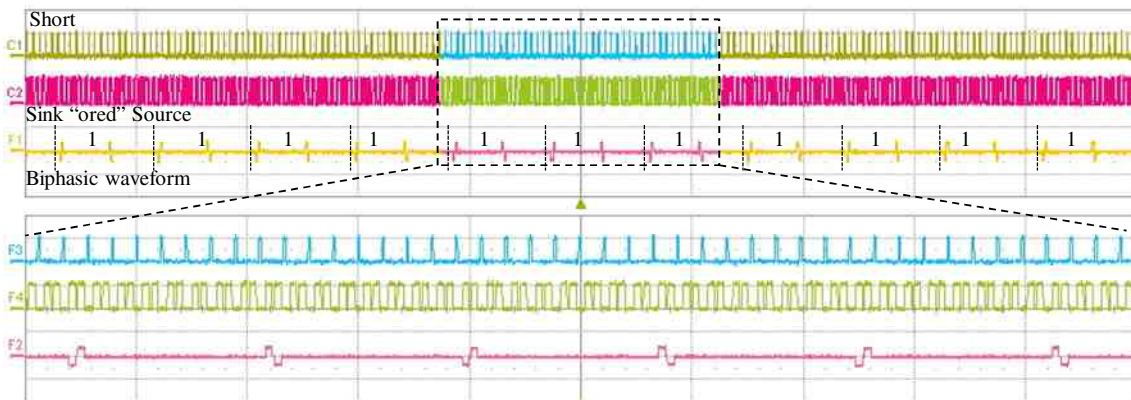 Short
C1
C2
Sink “ored” Source
F1
1 1 1 1 1 1 1 1 1 1 1
Biphasic waveform
F3
F4
F2